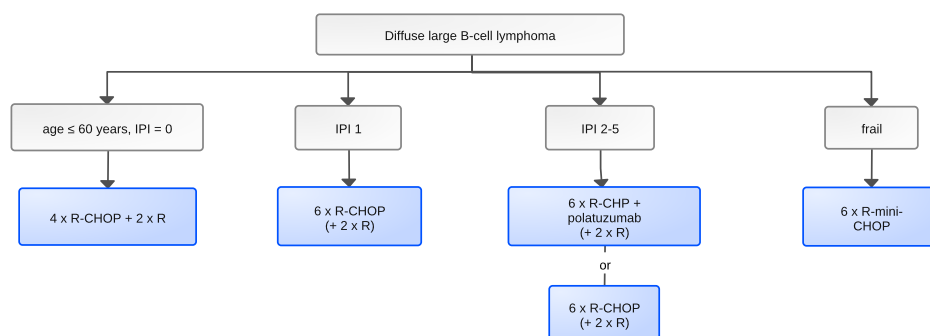 Diffuse large B-cell lymphoma
age ≤ 60 years, IPI = 0
IPI 1
IPI 2-5
frail
4 x R-CHOP + 2 x R
6 x R-CHOP
(+ 2 x R)
6 x R-CHP +
polatuzumab
(+ 2 x R)
6 x R-mini-
CHOP
or
6 x R-CHOP
(+ 2 x R)